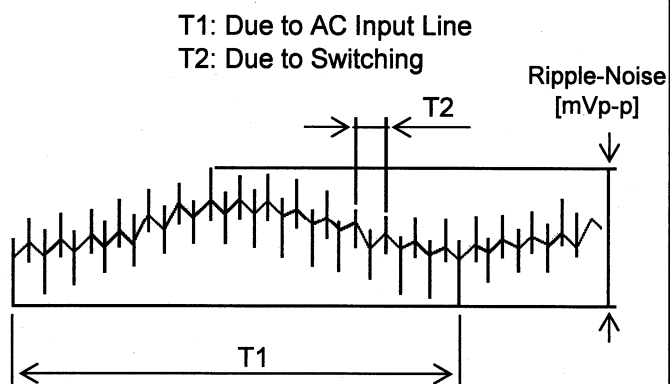 T1: Due to AC Input Line
T2: Due to Switching
Ripple-Noise
[mVp-p]
T2
T1